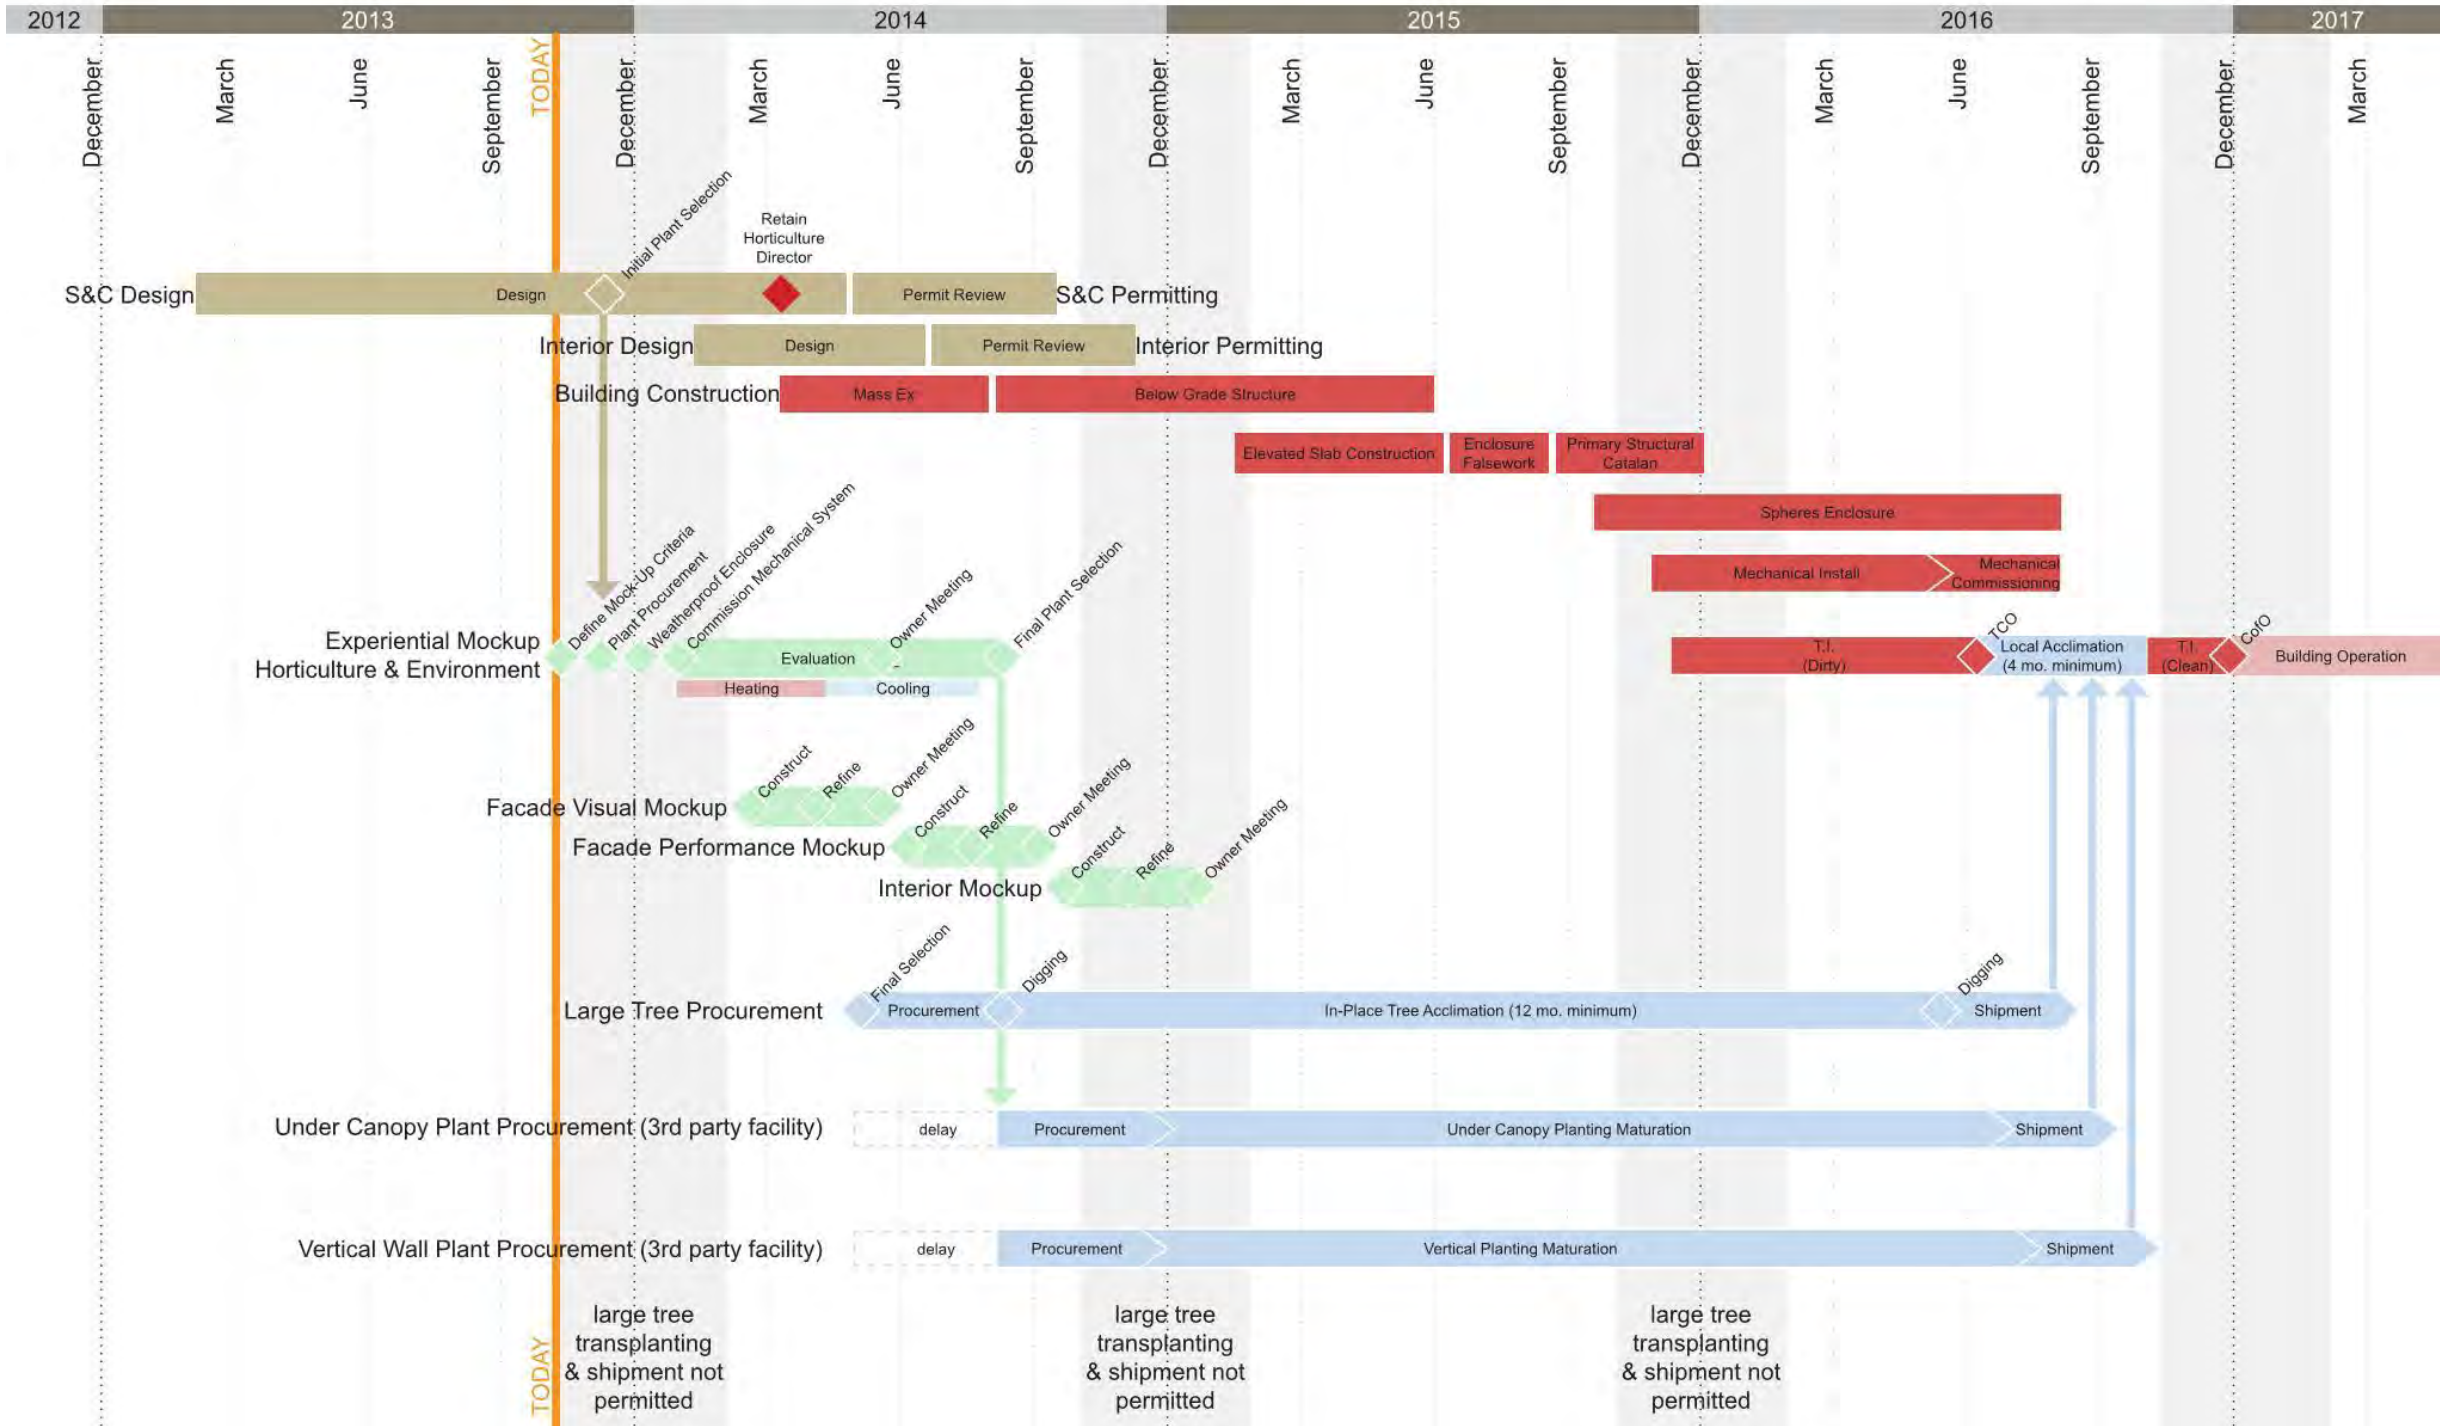 2012
2013
2014
2015
2016
2017
December
March
June
September
TODAY
December
March
June
September
December
March
June
September
December
March
June
September
December
March
Initial Plant Selection
Retain
Horticulture
Director
S&C Design
Design
Permit Review
S&C Permitting
Interior Design
Design
Permit Review
Interior Permitting
Building Construction
Mass Ex
Below Grade Structure
Elevated Slab Construction
Enclosure
Falsework
Primary Structural
Catalan
Spheres Enclosure
Mechanical Install
Mechanical
Commissioning
Define Mock-Up Criteria
Plant Procurement
Weatherproof Enclosure
Commission Mechanical System
Owner Meeting
Final Plant Selection
Experiential Mockup
Horticulture & Environment
Evaluation
-
Heating
Cooling
T.I.
(Dirty)
TCO
Local Acclimation
(4 mo. minimum)
T.I.
(Clean)
CofO
Building Operation
Construct
Refine
Owner Meeting
Facade Visual Mockup
Construct
Refine
Owner Meeting
Facade Performance Mockup
Construct
Refine
Owner Meeting
Interior Mockup
Final Selection
Digging
Digging
Large Tree Procurement
Procurement
In-Place Tree Acclimation (12 mo. minimum)
Shipment
Under Canopy Plant Procurement (3rd party facility)
delay
Procurement
Under Canopy Planting Maturation
Shipment
Vertical Wall Plant Procurement (3rd party facility)
delay
Procurement
Vertical Planting Maturation
Shipment
TODAY
large tree
transplanting
& shipment not
permitted
large tree
transplanting
& shipment not
permitted
large tree
transplanting
& shipment not
permitted